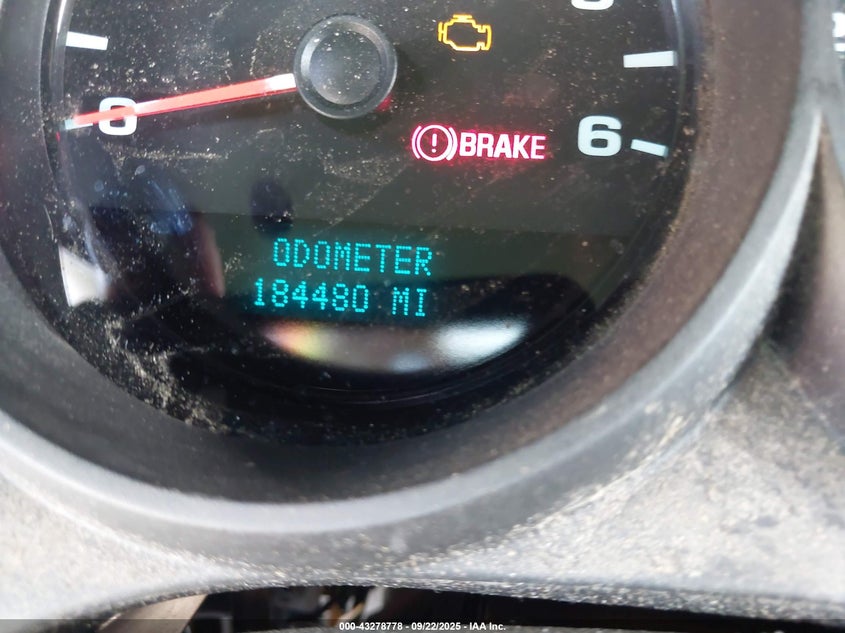 0
BRAKE
6
ODOMETER
184480 MI
000-43278778 - 09/22/2025 - IAA Inc.